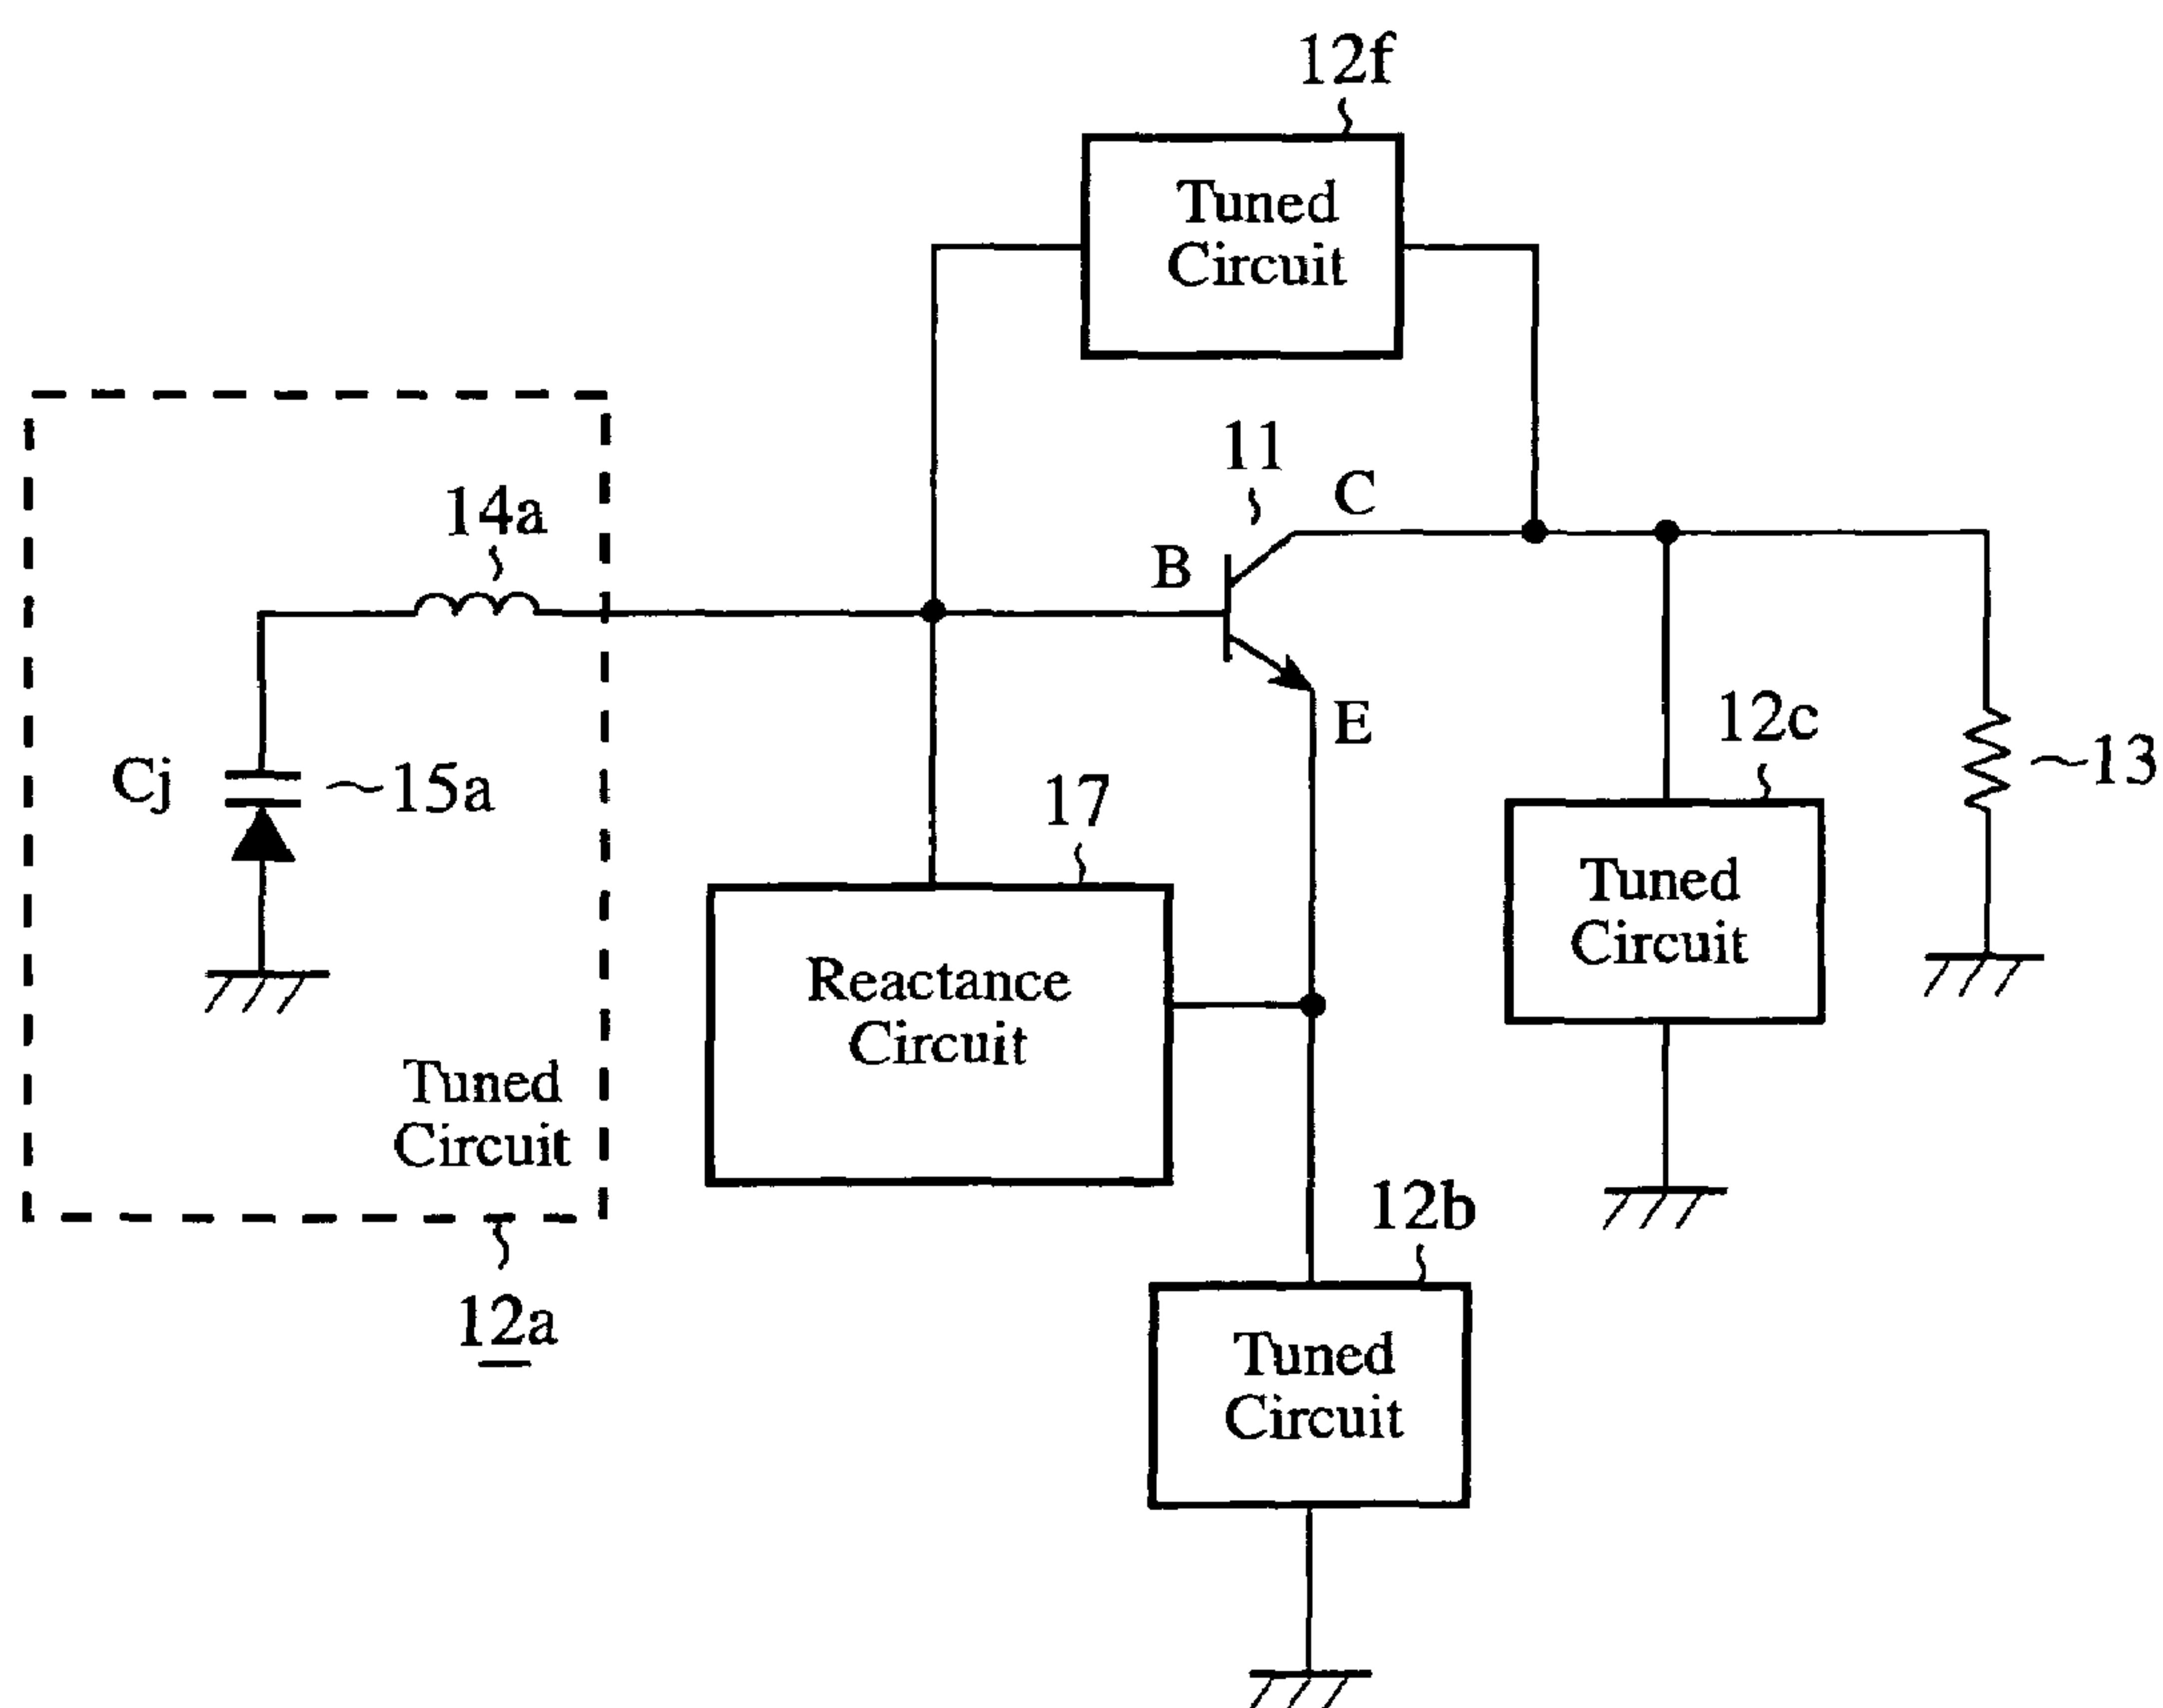 12f
Tuned
Circuit
11
C
14a
B
E
12c
Cj
15a
17
13
Tuned
Circuit
Reactance
Circuit
Tuned
Circuit
12b
12a
Tuned
Circuit